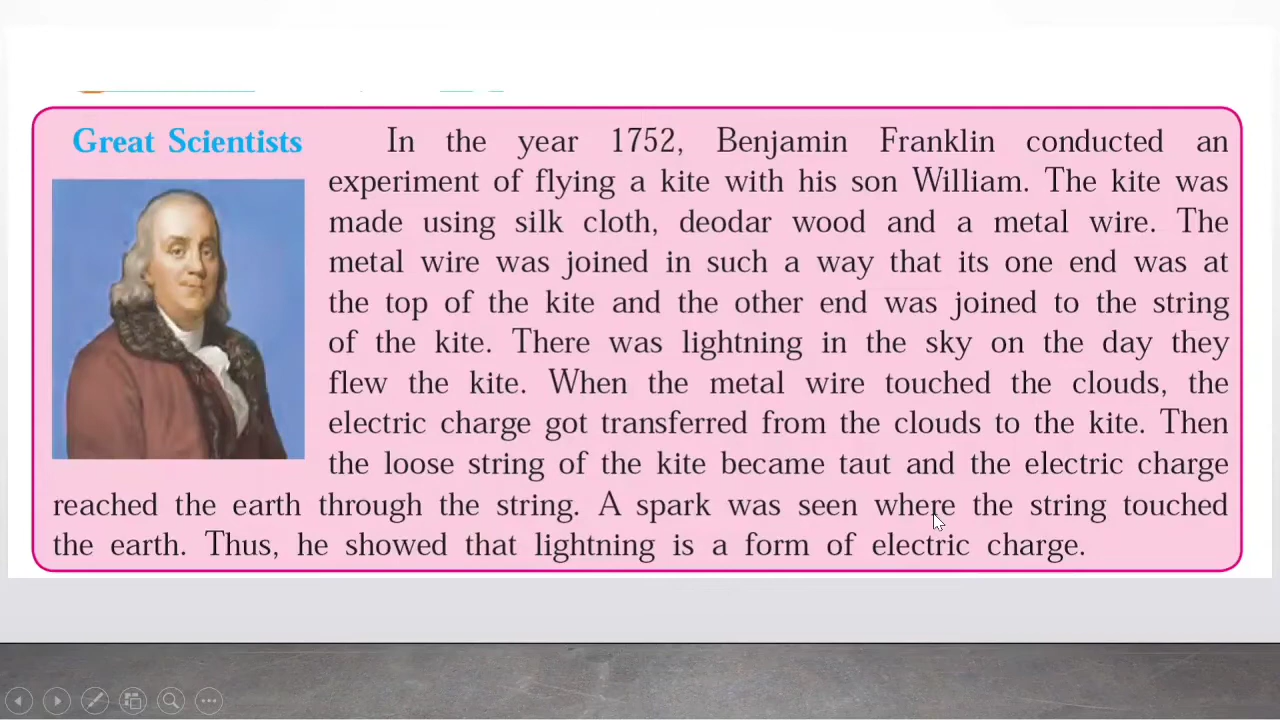 Great Scientists
In the year 1752, Benjamin Franklin conducted an
experiment of flying a kite with his son William. The kite was
made using silk cloth, deodar wood and a metal wire. The
metal wire was joined in such a way that its one end was at
the top of the kite and the other end was joined to the string
of the kite. There was lightning in the sky on the day they
flew the kite. When the metal wire touched the clouds, the
electric charge got transferred from the clouds to the kite. Then
the loose string of the kite became taut and the electric charge
reached the earth through the string. A spark was seen where the string touched
the earth. Thus, he showed that lightning is a form of electric charge.